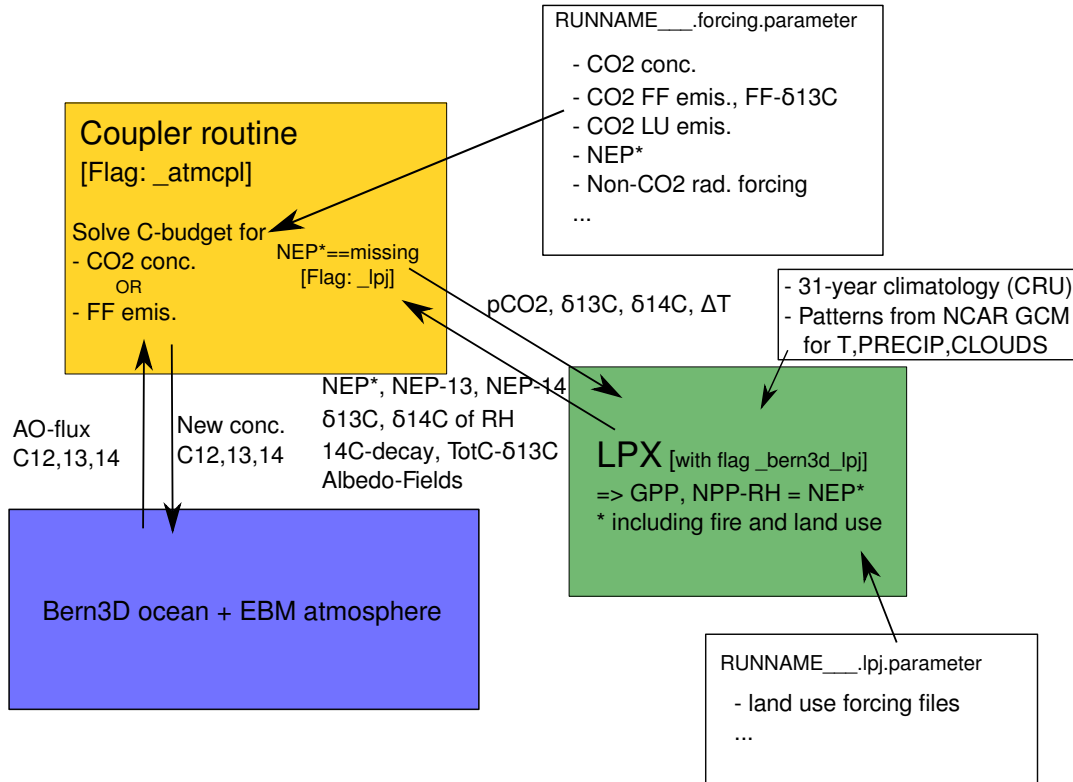 RUNNAME___.forcing.parameter
- CO2 conc.
- CO2 FF emis., FF-δ13C
- CO2 LU emis.
- NEP*
- Non-CO2 rad. forcing
...
Coupler routine
[Flag: _atmcpl]
Solve C-budget for
- CO2 conc.
OR
- FF emis.
NEP*==missing
[Flag: _lpj]
pCO2, δ13C, δ14C, ΔT
- 31-year climatology (CRU)
- Patterns from NCAR GCM
for T,PRECIP,CLOUDS
NEP*, NEP-13, NEP-14
δ13C, δ14C of RH
14C-decay, TotC-δ13C
Albedo-Fields
AO-flux
C12,13,14
New conc.
C12,13,14
LPX [with flag _bern3d_lpj]
=> GPP, NPP-RH = NEP*
* including fire and land use
Bern3D ocean + EBM atmosphere
RUNNAME___.lpj.parameter
- land use forcing files
...